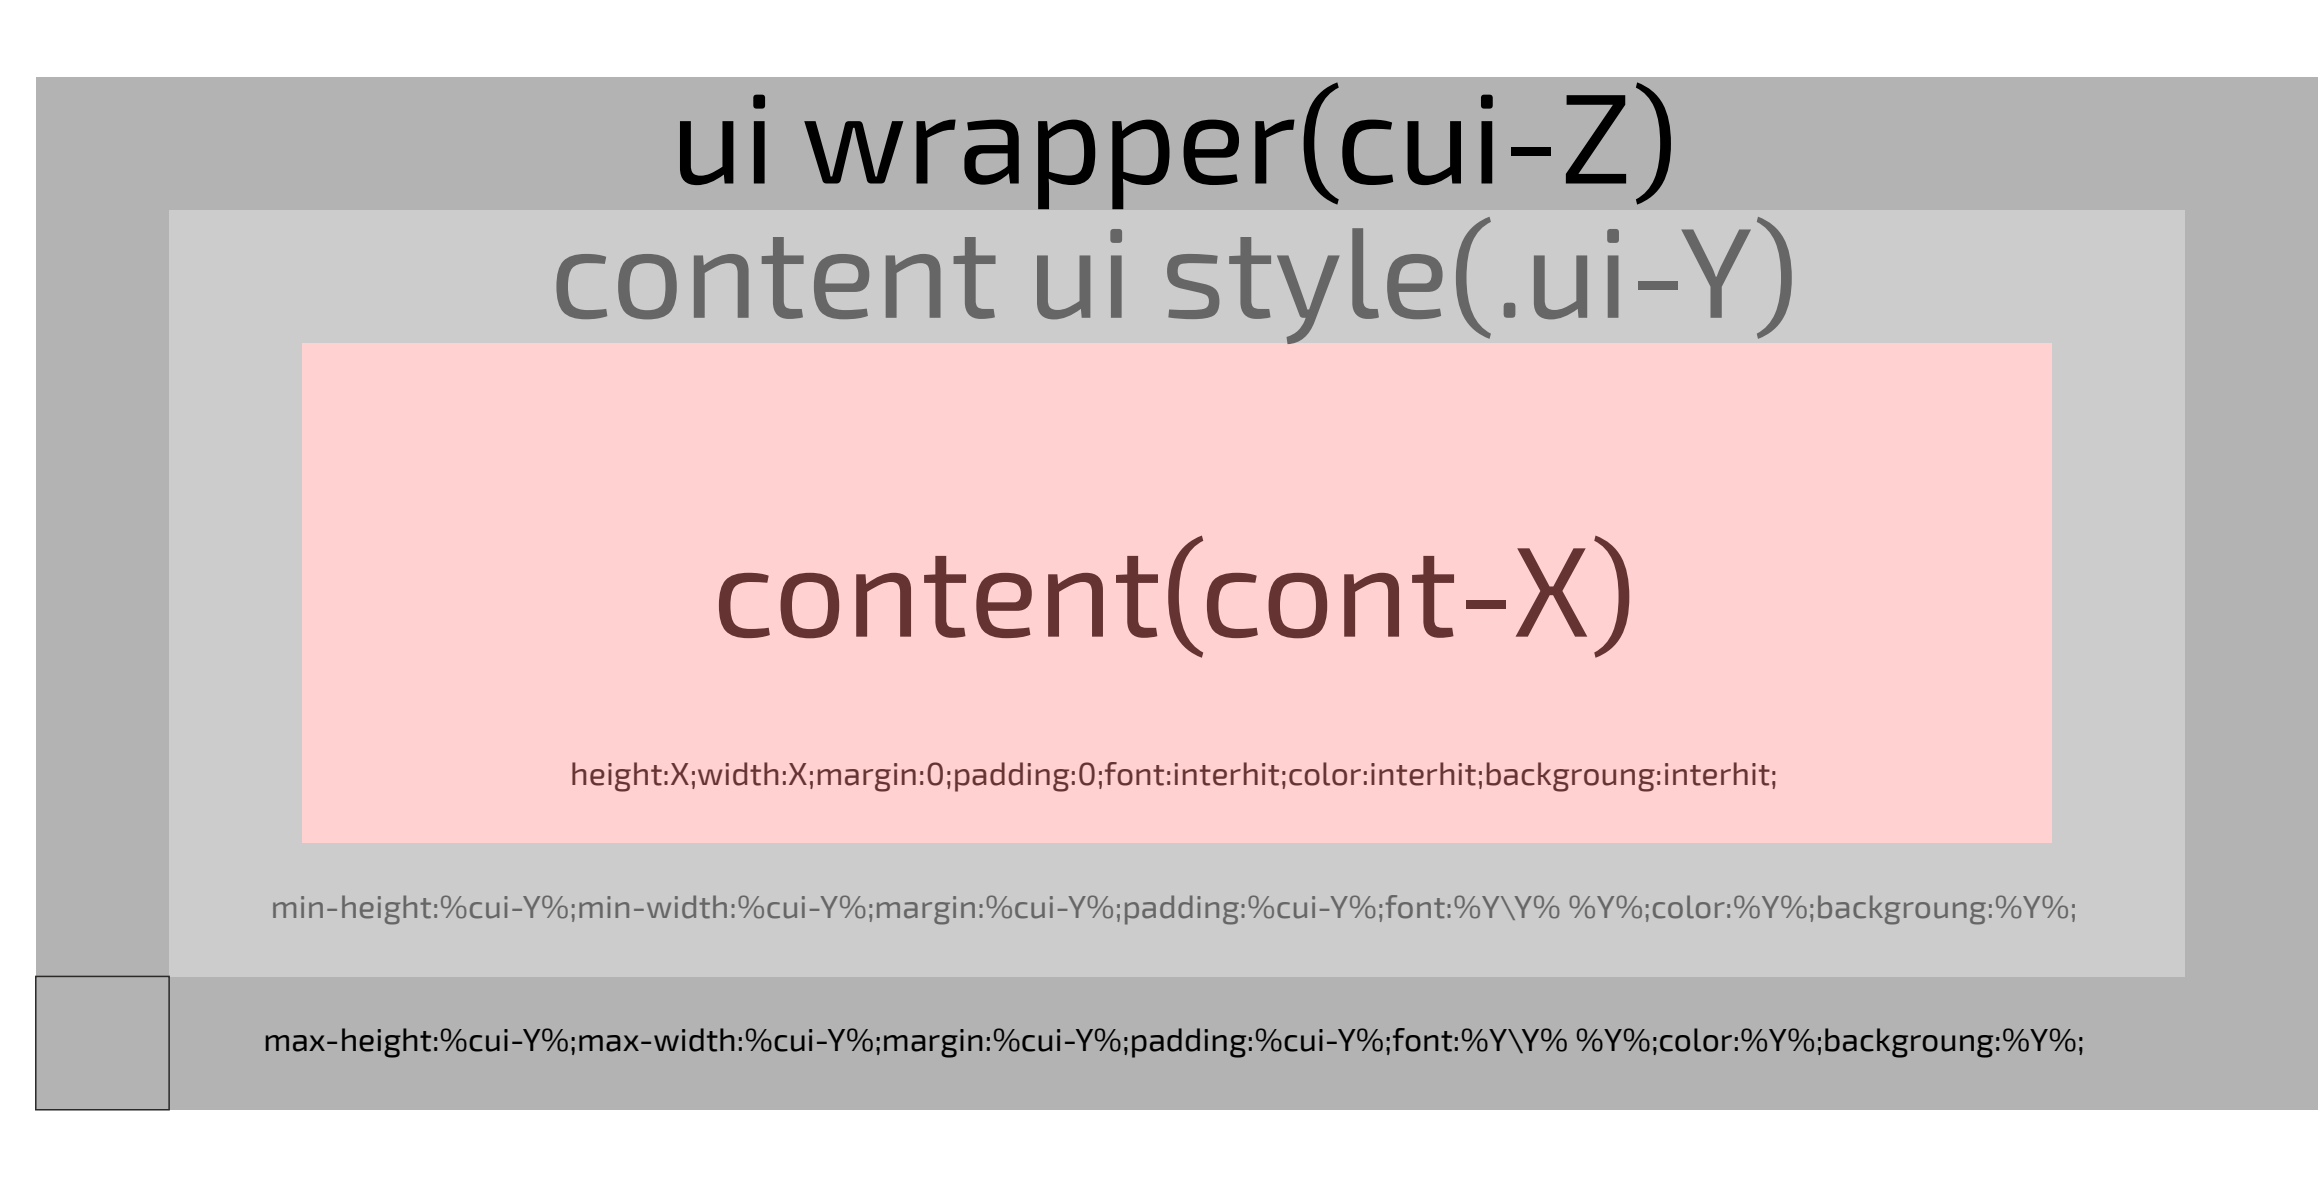 ui wrapper(cui-Z)
content ui style(.ui-Y)
content(cont-X)
height:X;width:X;margin:0;padding:0;font:interhit;color:interhit;backgroung:interhit;
min-height:%cui-Y%;min-width:%cui-Y%;margin:%cui-Y%;padding:%cui-Y%;font:%Y\Y% %Y%;color:%Y%;backgroung:%Y%;
max-height:%cui-Y%;max-width:%cui-Y%;margin:%cui-Y%;padding:%cui-Y%;font:%Y\Y% %Y%;color:%Y%;backgroung:%Y%;